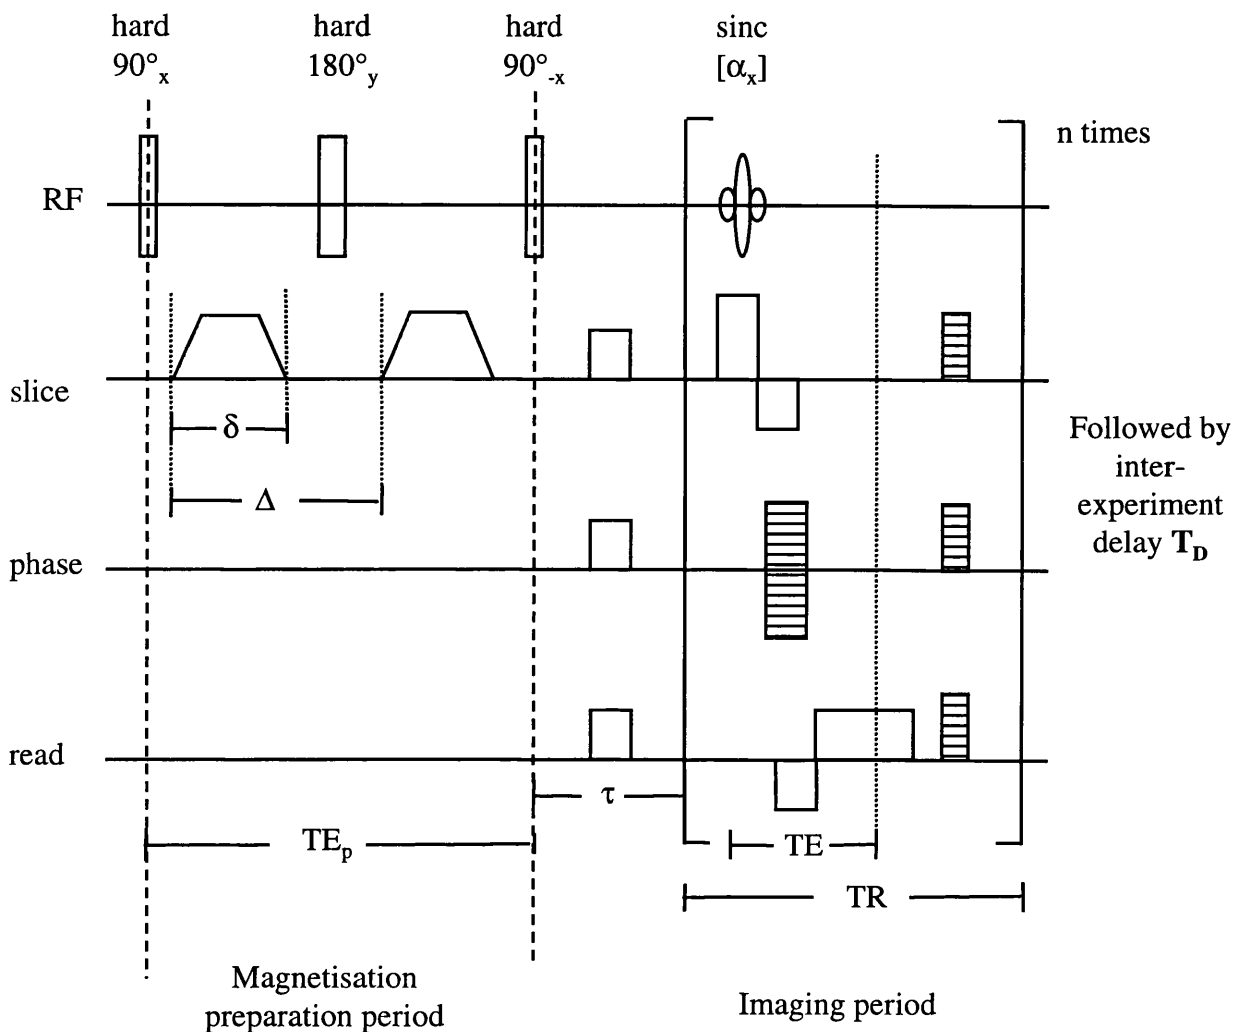 hard
90°ₓ
hard
180°y
hard
90°₋ₓ
sinc
[αₓ]
n times
RF
slice
δ
Δ
Followed by
inter-
experiment
delay T_D
phase
read
τ
TEₚ
TE
TR
Magnetisation
preparation period
Imaging period